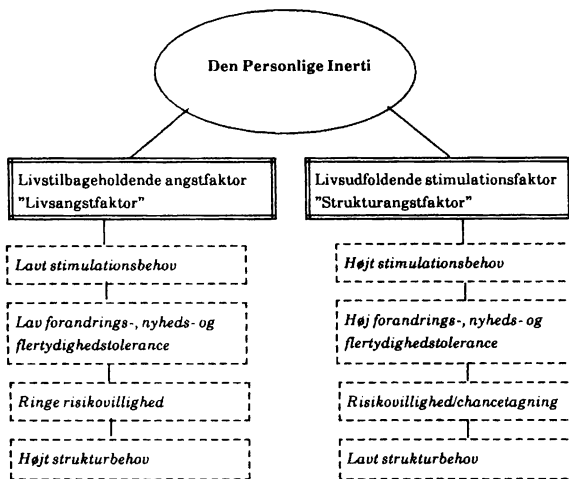 Den Personlige Inerti
Livstilbageholdende angstfaktor
"Livsangstfaktor"
Lavt stimulationsbehov
Lav forandrings-, nyheds- og
flertydighedstolerance
Ringe risikovillighed
Højt strukturbehov
Livsudfoldende stimulationsfaktor
"Strukturangstfaktor"
Højt stimulationsbehov
Høj forandrings-, nyheds- og
flertydighedstolerance
Risikovillighed/chancetagning
Lavt strukturbehov